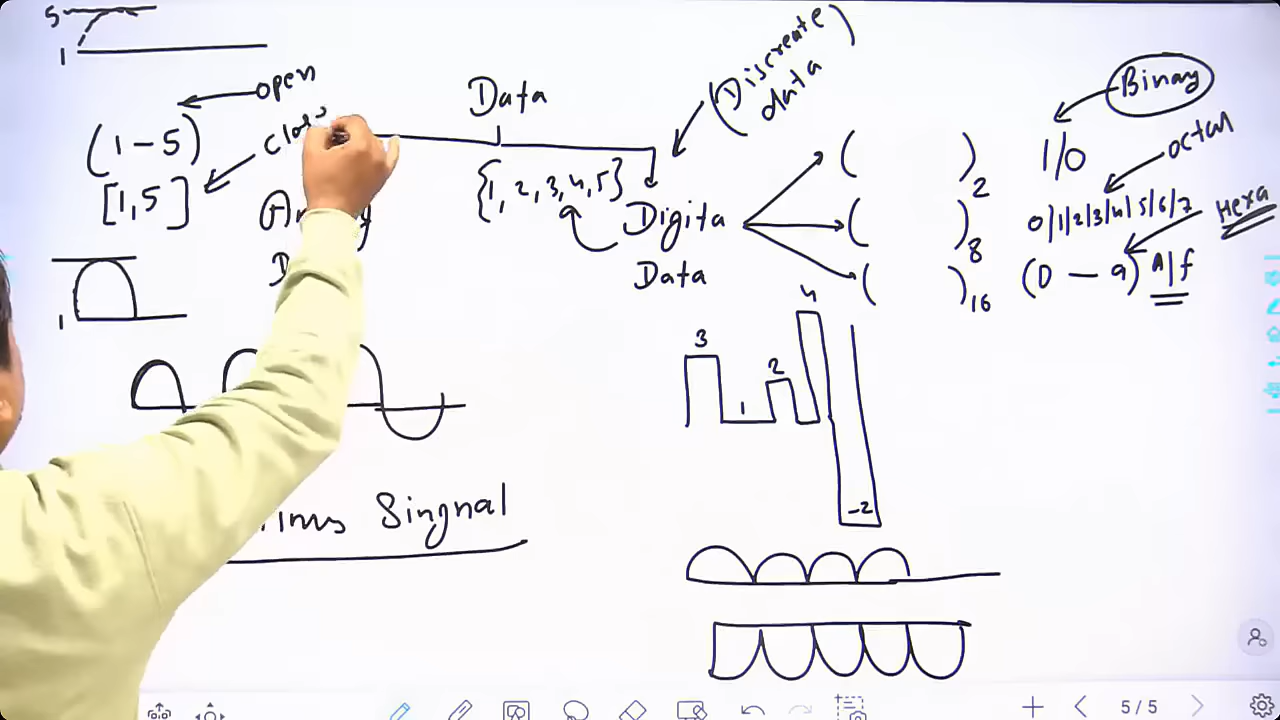 5
1
open
(1-5)
[1,5]
Data
(Discreate
data
{1, 2, 3, 4, 5}
Digita
Data
( )2
( )8
( )16
Binary
1/0
octal
0/1/2/3/4/5/6/7
Hexa
(0 — 9) A/f
1
3
1
2
4
-2
Singnal
5/5